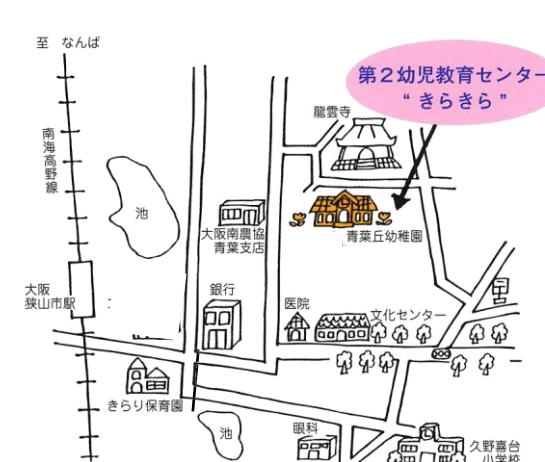 至 なんば
第２幼児教育センター
“ きらきら ”
龍雲寺
南海高野線
池
大阪南農協
青葉支店
青葉丘幼稚園
大阪
狭山市駅
銀行
医院
文化センター
きらり保育園
池
眼科
久野喜台
小学校